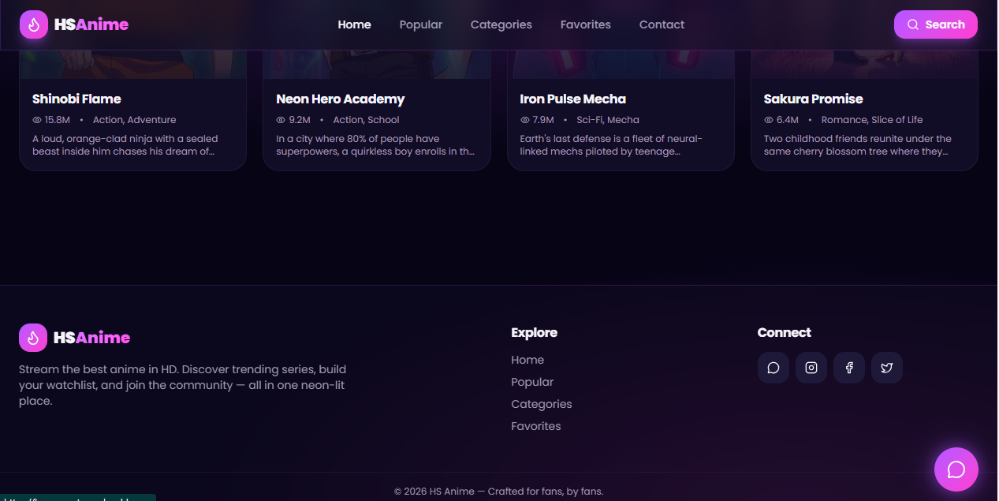 HSAnime
Home Popular Categories Favorites Contact
Search
Shinobi Flame
15.8M • Action, Adventure
A loud, orange-clad ninja with a sealed
beast inside him chases his dream of…
Neon Hero Academy
9.2M • Action, School
In a city where 80% of people have
superpowers, a quirkless boy enrolls in th…
Iron Pulse Mecha
7.9M • Sci-Fi, Mecha
Earth's last defense is a fleet of neural-
linked mechs piloted by teenage…
Sakura Promise
6.4M • Romance, Slice of Life
Two childhood friends reunite under the
same cherry blossom tree where they…
HSAnime
Stream the best anime in HD. Discover trending series, build
your watchlist, and join the community — all in one neon-lit
place.
Explore
Home
Popular
Categories
Favorites
Connect
© 2026 HS Anime — Crafted for fans, by fans.